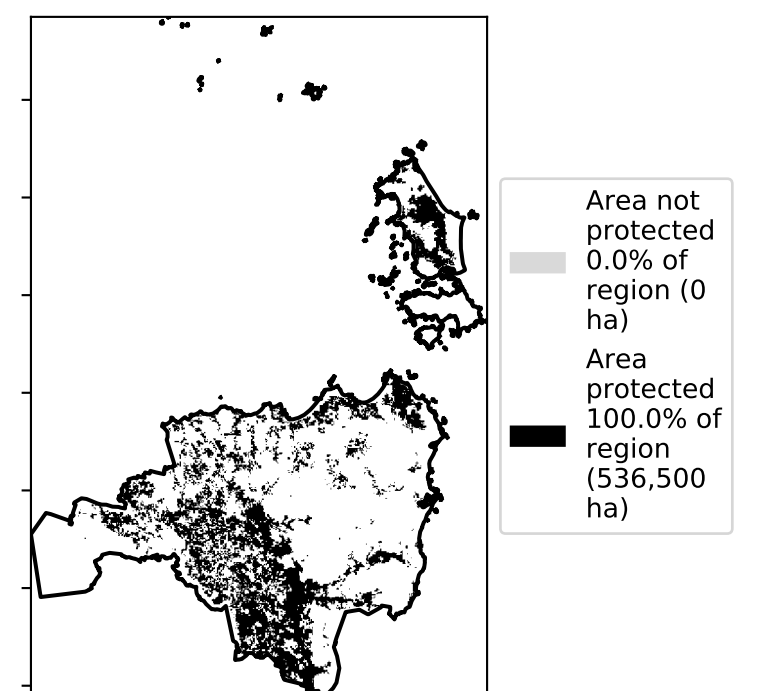 Area not
protected
0.0% of
region (0
ha)
Area
protected
100.0% of
region
(536,500
ha)